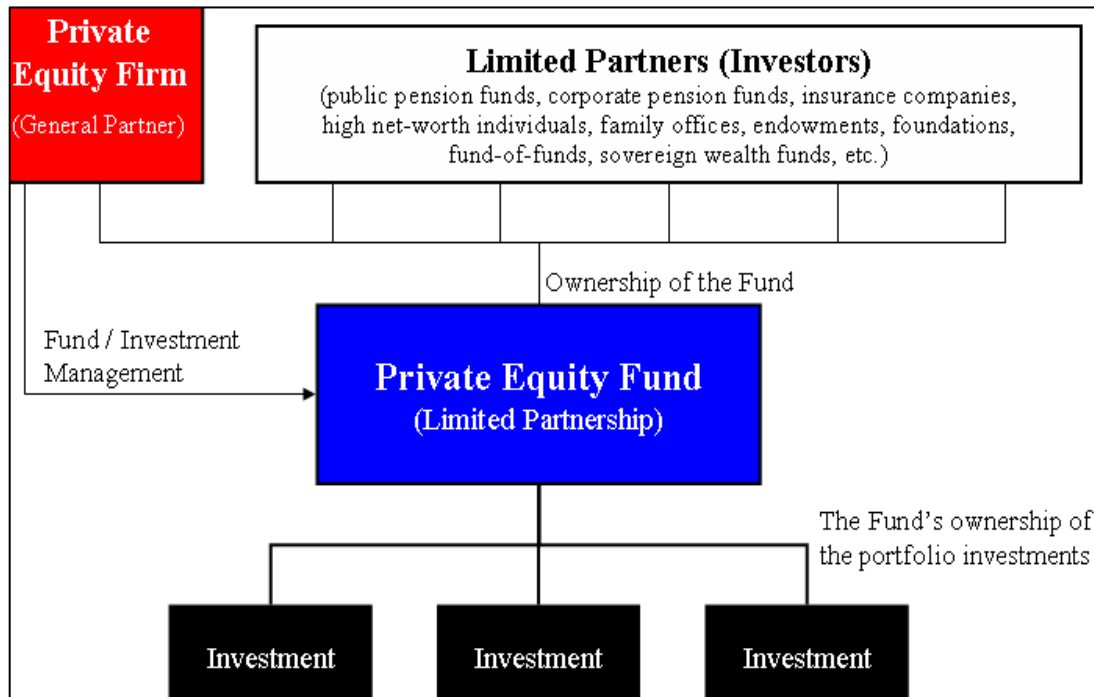 Private
Equity Firm
(General Partner)
Limited Partners (Investors)
(public pension funds, corporate pension funds, insurance companies,
high net-worth individuals, family offices, endowments, foundations,
fund-of-funds, sovereign wealth funds, etc.)
Ownership of the Fund
Fund / Investment
Management
Private Equity Fund
(Limited Partnership)
The Fund’s ownership of
the portfolio investments
Investment
Investment
Investment